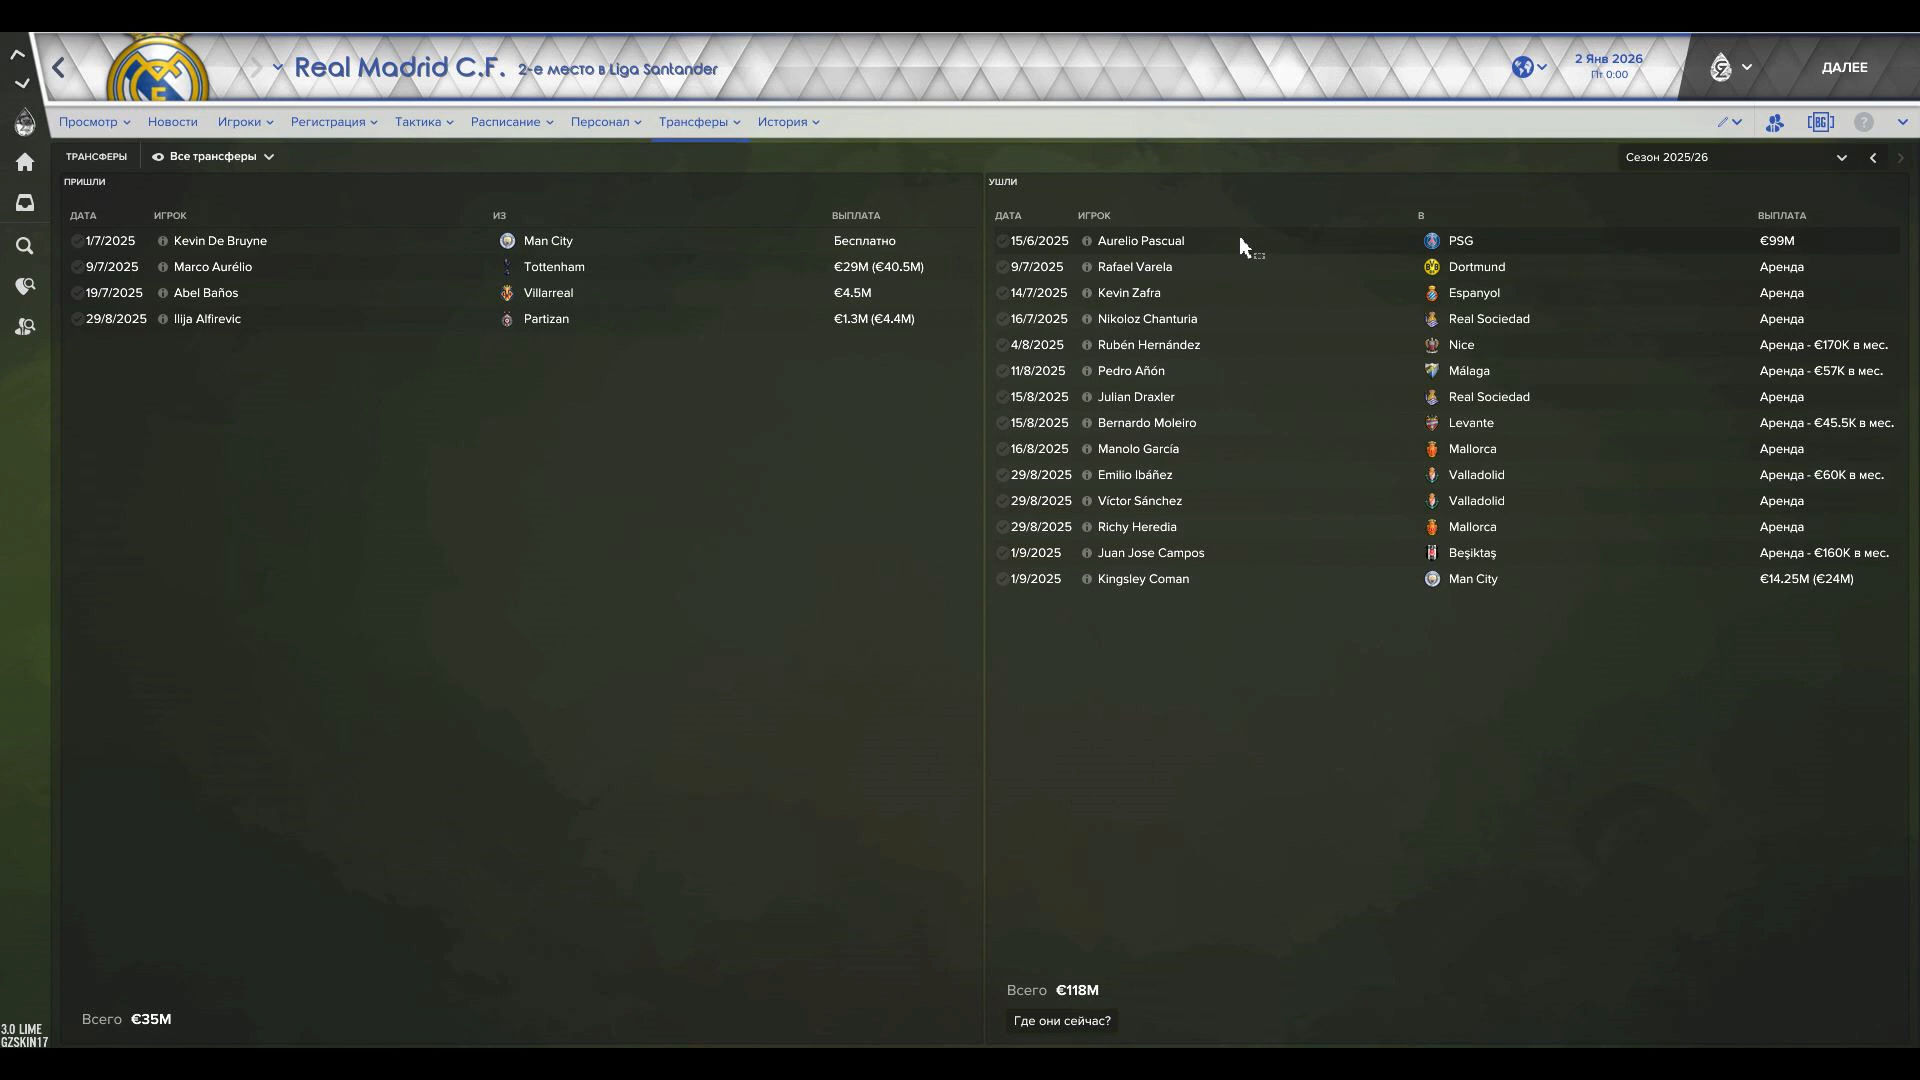 Real Madrid C.F. 2-е место в Liga Santander
2 Янв 2026
Пт 0:00
ДАЛЕЕ
Просмотр Новости Игроки Регистрация Тактика Расписание Персонал Трансферы История
ТРАНСФЕРЫ Все трансферы Сезон 2025/26
ПРИШЛИ
ДАТА ИГРОК ИЗ ВЫПЛАТА
1/7/2025 Kevin De Bruyne Man City Бесплатно
9/7/2025 Marco Aurélio Tottenham €29M (€40.5M)
19/7/2025 Abel Baños Villarreal €4.5M
29/8/2025 Ilija Alfirevic Partizan €1.3M (€4.4M)
Всего €35M
УШЛИ
ДАТА ИГРОК В ВЫПЛАТА
15/6/2025 Aurelio Pascual PSG €99M
9/7/2025 Rafael Varela Dortmund Аренда
14/7/2025 Kevin Zafra Espanyol Аренда
16/7/2025 Nikoloz Chanturia Real Sociedad Аренда
4/8/2025 Rubén Hernández Nice Аренда - €170K в мес.
11/8/2025 Pedro Añón Málaga Аренда - €57K в мес.
15/8/2025 Julian Draxler Real Sociedad Аренда
15/8/2025 Bernardo Moleiro Levante Аренда - €45.5K в мес.
16/8/2025 Manolo García Mallorca Аренда
29/8/2025 Emilio Ibáñez Valladolid Аренда - €60K в мес.
29/8/2025 Víctor Sánchez Valladolid Аренда
29/8/2025 Richy Heredia Mallorca Аренда
1/9/2025 Juan Jose Campos Beşiktaş Аренда - €160K в мес.
1/9/2025 Kingsley Coman Man City €14.25M (€24M)
Всего €118M
Где они сейчас?
3.0 LIME
GZSKIN17